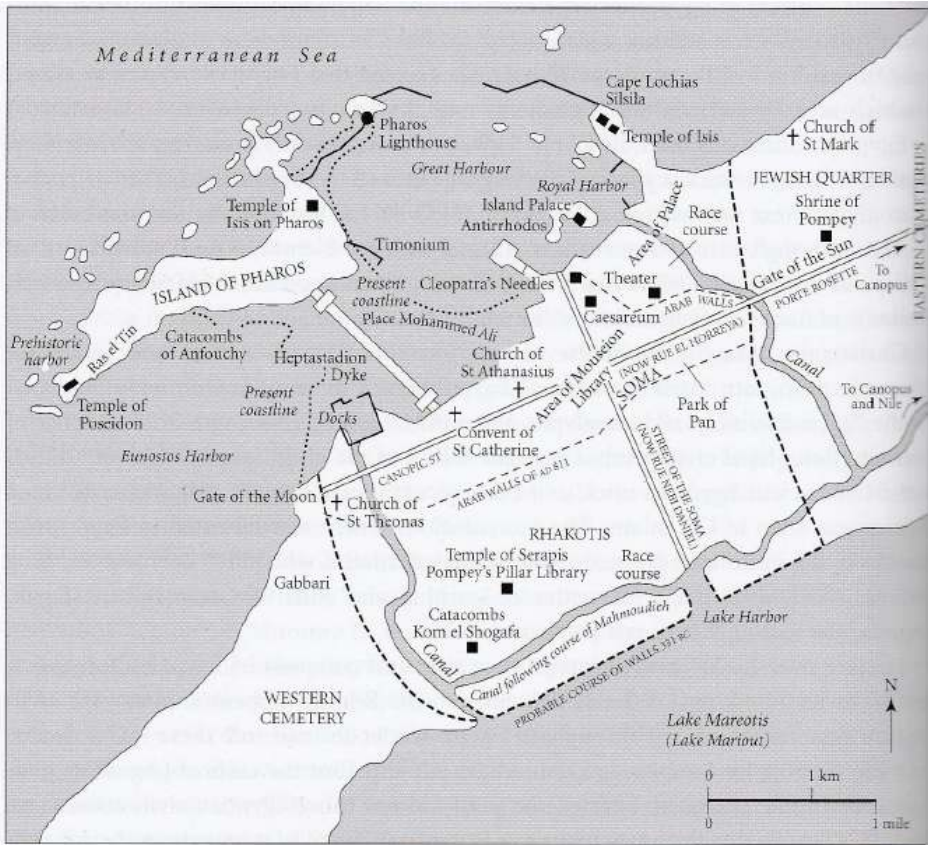 Mediterranean Sea
Cape Lochias
Silsila
Temple of Isis
Church of
St Mark
Pharos
Lighthouse
Great Harbour
Royal Harbor
JEWISH QUARTER
Island Palace
Antirrhodos
Area of Palace
Race
course
Shrine of
Pompey
EASTERN CEMETERIES
Temple of
Isis on Pharos
Timonium
Gate of the Sun
To
Canopus
PORTE ROSETTE
ISLAND OF PHAROS
Present
coastline
Cleopatra's Needles
Theater
ARAB WALLS
Place Mohammed Ali
Caesareum
Prehistoric
harbor
Ras el Tin
Catacombs
of Anfouchy
Heptastadion
Dyke
Church of
St Athanasius
Area of Mouseion
Library
(NOW RUE EL HORREYA)
SOMA
Canal
To Canopus
and Nile
Temple of
Poseidon
Present
coastline
Docks
Park of
Pan
Eunostos Harbor
Convent of
St Catherine
CANOPIC ST
ARAB WALLS OF AD 811
STREET OF THE SOMA
(NOW RUE NEBI DANIEL)
Gate of the Moon
Church of
St Thonas
RHAKOTIS
Temple of Serapis
Pompey's Pillar Library
Race
course
Gabbari
Catacombs
Kom el Shogafa
Lake Harbor
Canal
Canal following course of Mahmoudieh
PROBABLE COURSE OF WALLS 331 BC
WESTERN
CEMETERY
N
Lake Mareotis
(Lake Mariout)
0
1 km
0
1 mile